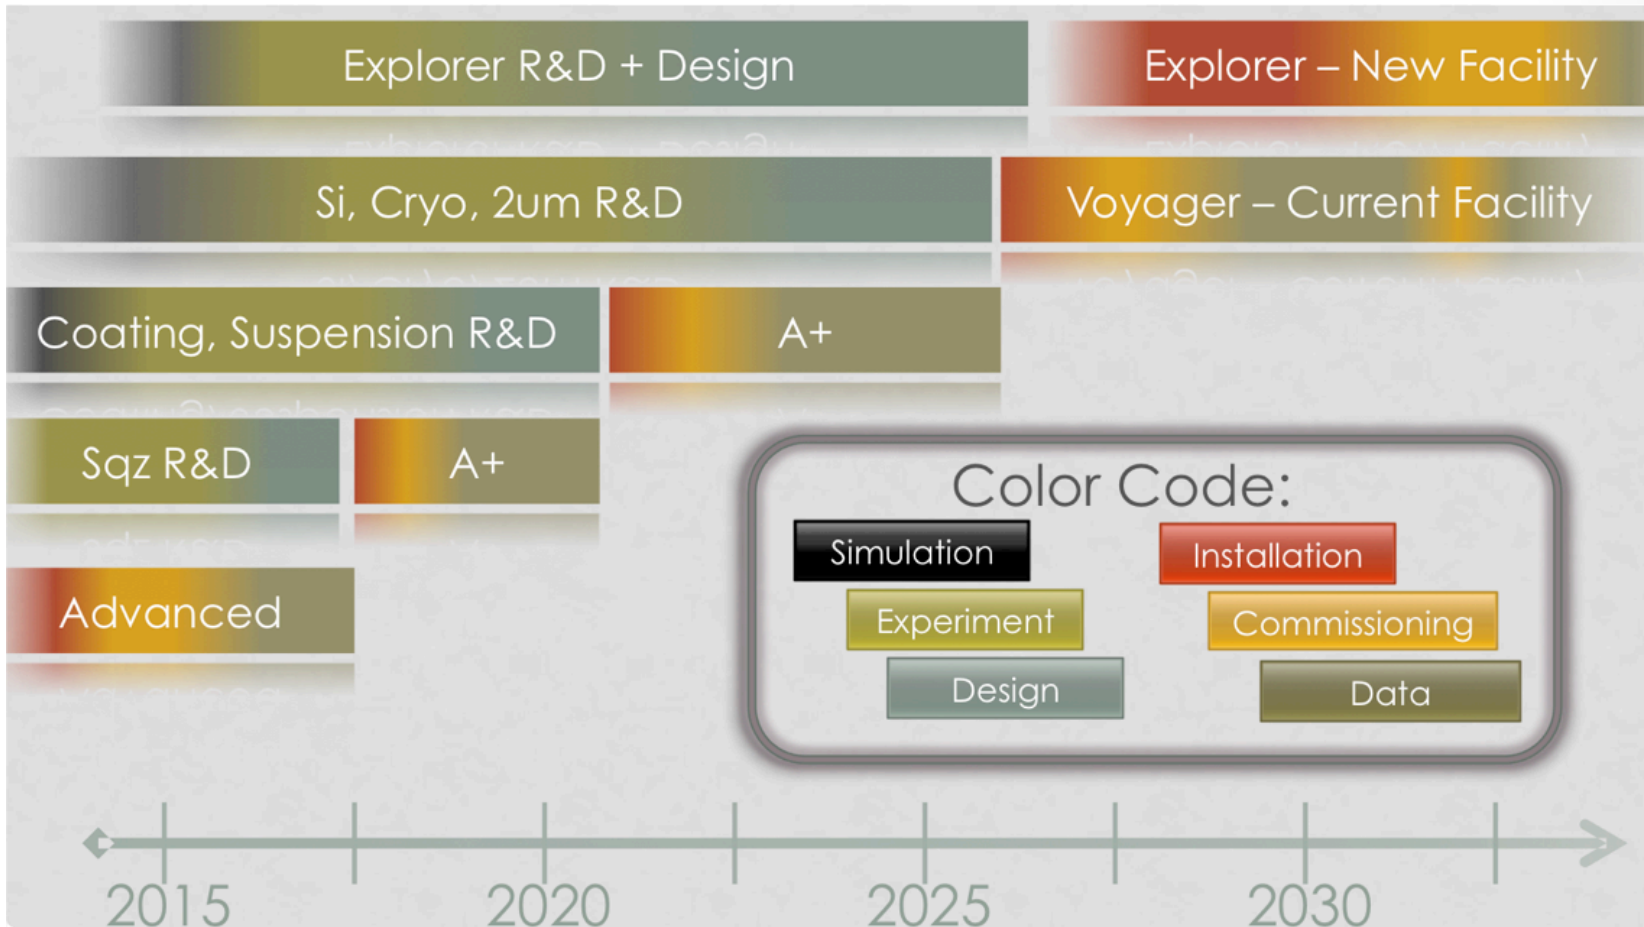 Explorer R&D + Design
Explorer – New Facility
Si, Cryo, 2um R&D
Voyager – Current Facility
Coating, Suspension R&D
A+
Sqz R&D
A+
Advanced
Color Code:
Simulation
Installation
Experiment
Commissioning
Design
Data
2015
2020
2025
2030